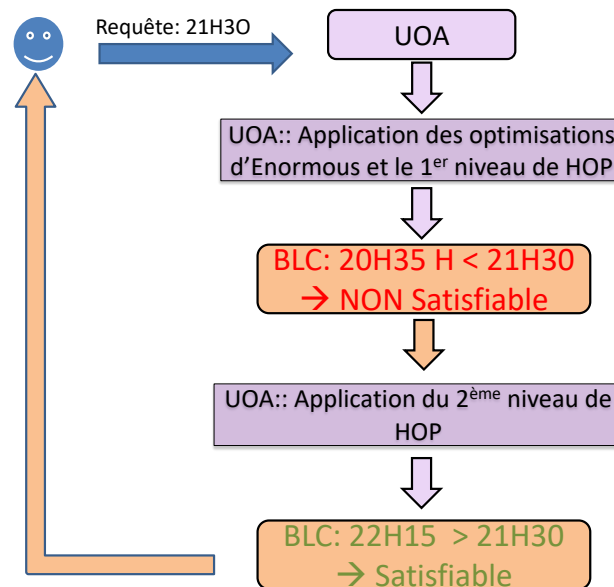 Requête: 21H3O
UOA
UOA:: Application des optimisations
d’Enormous et le 1er niveau de HOP
BLC: 20H35 H < 21H30
→ NON Satisfiable
UOA:: Application du 2ème niveau de
HOP
BLC: 22H15 > 21H30
→ Satisfiable